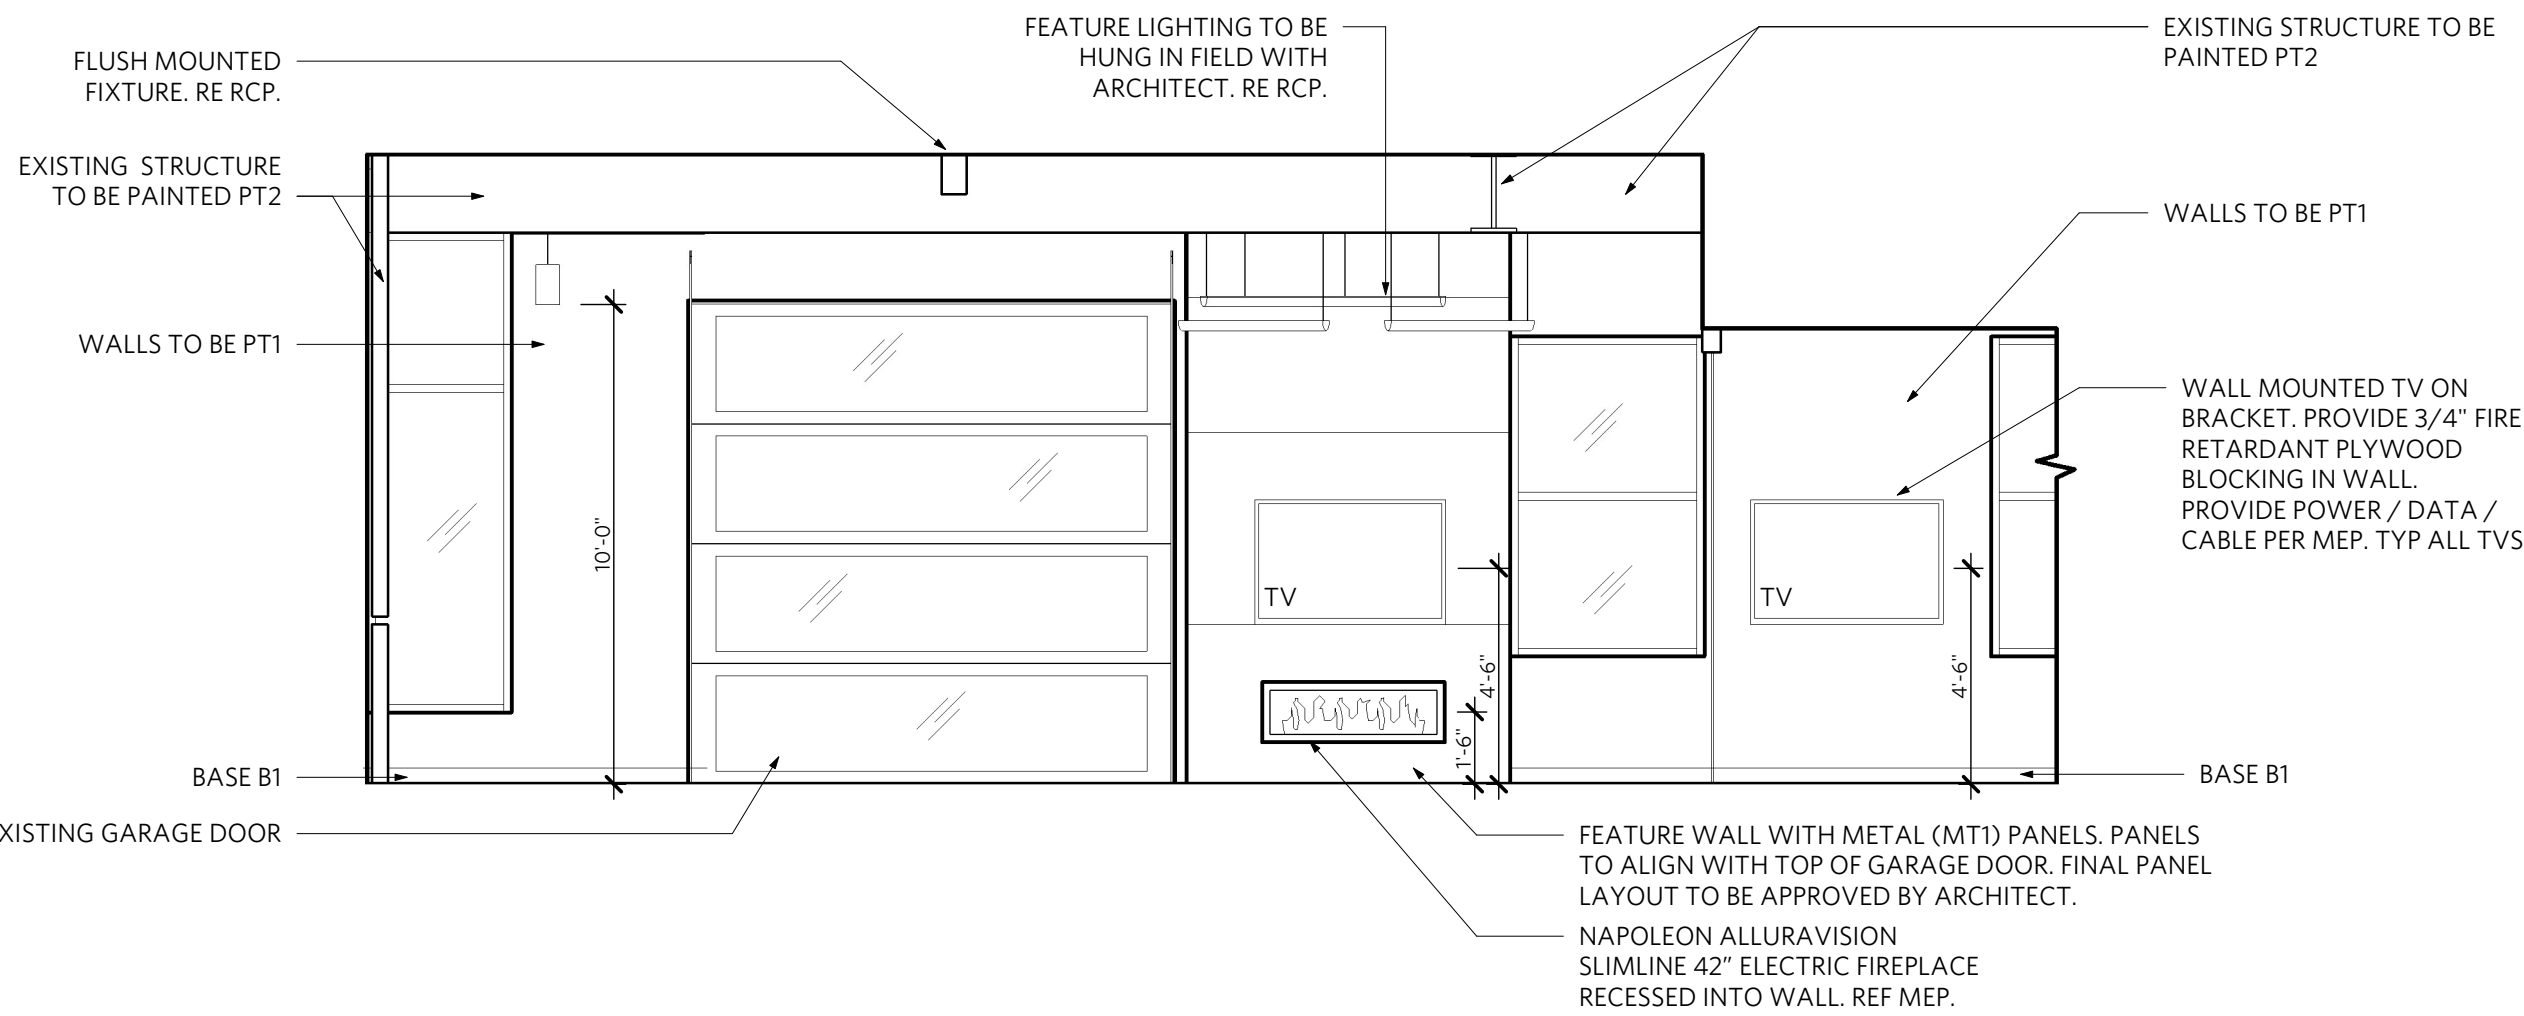 FEATURE LIGHTING TO BE
HUNG IN FIELD WITH
ARCHITECT. RE RCP.
EXISTING STRUCTURE TO BE
PAINTED PT2
FLUSH MOUNTED
FIXTURE. RE RCP.
EXISTING STRUCTURE
TO BE PAINTED PT2
WALLS TO BE PT1
WALLS TO BE PT1
WALL MOUNTED TV ON
BRACKET. PROVIDE 3/4" FIRE
RETARDANT PLYWOOD
BLOCKING IN WALL.
PROVIDE POWER / DATA /
CABLE PER MEP. TYP ALL TVS
10'-0"
TV
TV
4'-6"
4'-6"
1'-6"
BASE B1
BASE B1
XISTING GARAGE DOOR
FEATURE WALL WITH METAL (MT1) PANELS. PANELS
TO ALIGN WITH TOP OF GARAGE DOOR. FINAL PANEL
LAYOUT TO BE APPROVED BY ARCHITECT.
NAPOLEON ALLURAVISION
SLIMLINE 42” ELECTRIC FIREPLACE
RECESSED INTO WALL. REF MEP.